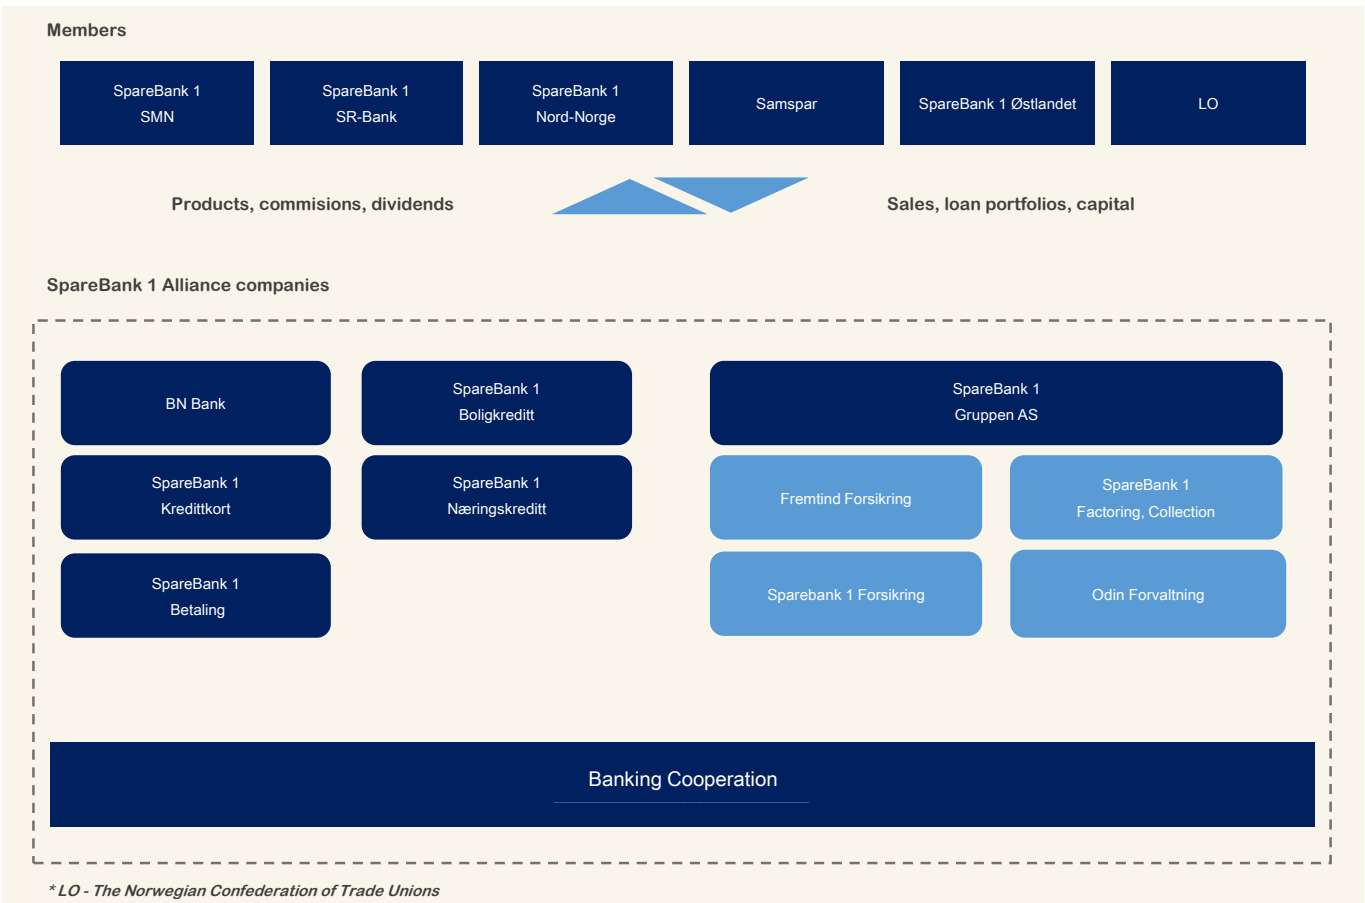 Members
SpareBank 1
SMN
SpareBank 1
SR-Bank
SpareBank 1
Nord-Norge
Samspar
SpareBank 1 Østlandet
LO
Products, commisions, dividends
Sales, loan portfolios, capital
SpareBank 1 Alliance companies
BN Bank
SpareBank 1
Boligkreditt
SpareBank 1
Gruppen AS
SpareBank 1
Kredittkort
SpareBank 1
Næringskreditt
Fremtind Forsikring
SpareBank 1
Factoring, Collection
SpareBank 1
Betaling
Sparebank 1 Forsikring
Odin Forvaltning
Banking Cooperation
* LO - The Norwegian Confederation of Trade Unions